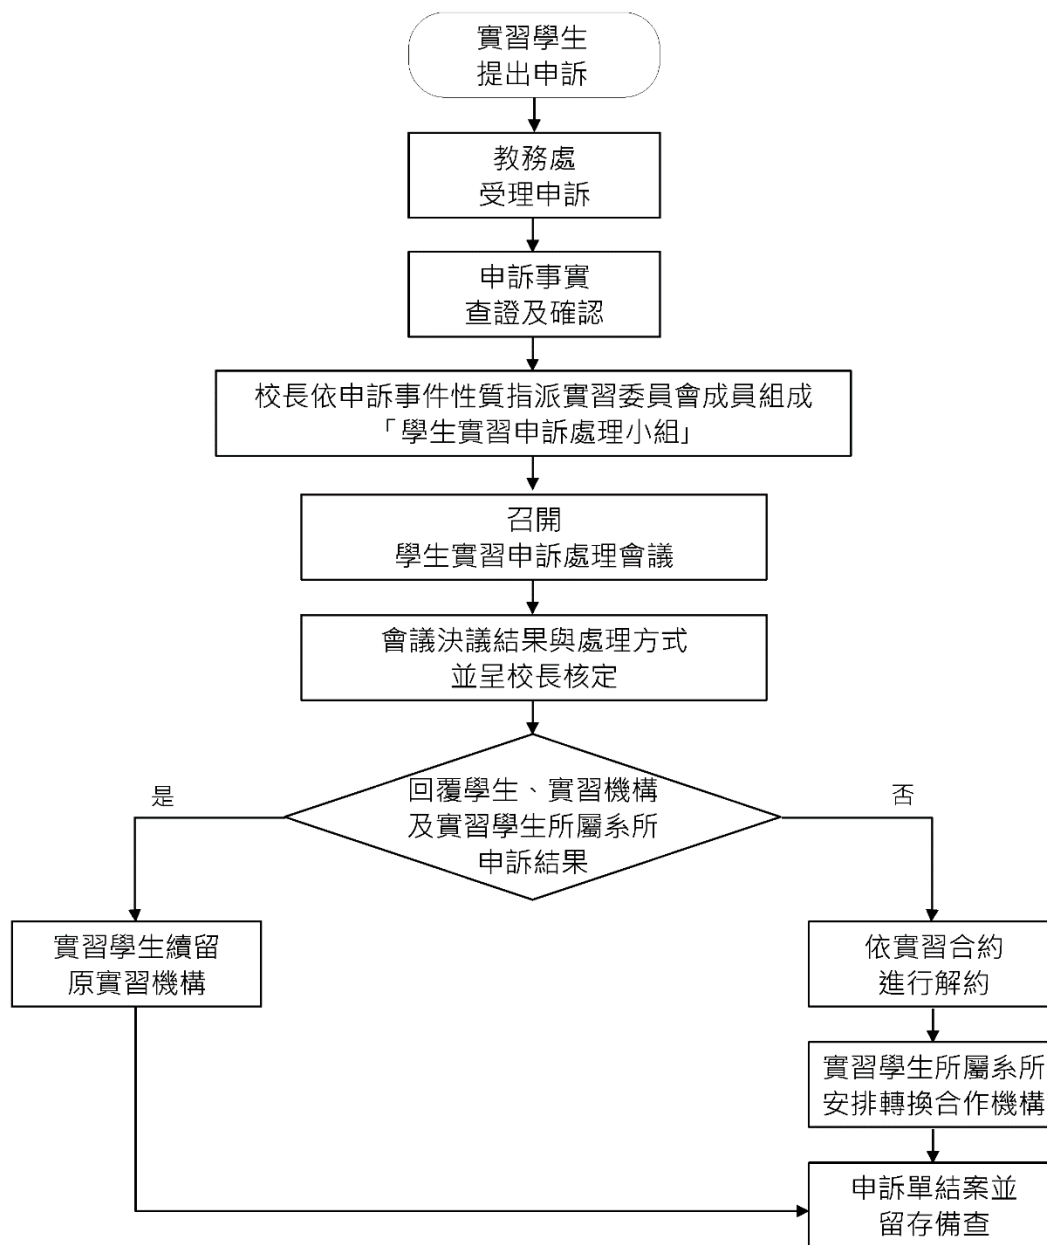 實習學生
提出申訴
教務處
受理申訴
申訴事實
查證及確認
校長依申訴事件性質指派實習委員會成員組成
「學生實習申訴處理小組」
召開
學生實習申訴處理會議
會議決議結果與處理方式
並呈校長核定
回覆學生、實習機構
及實習學生所屬系所
申訴結果
是
否
實習學生續留
原實習機構
依實習合約
進行解約
實習學生所屬系所
安排轉換合作機構
申訴單結案並
留存備查